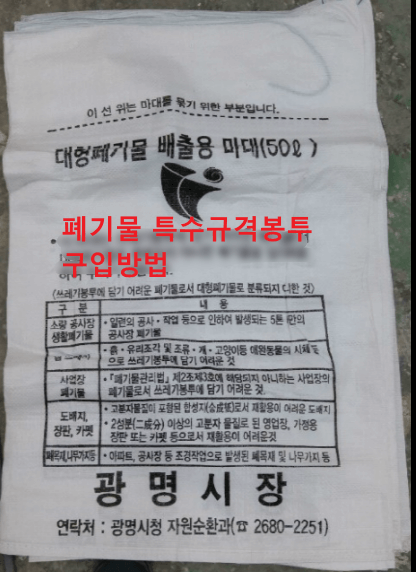 이 선 위는 마대를 묶기 위한 부분입니다.
대형폐기물 배출용 마대(50ℓ)
폐기물 특수규격봉투
구입방법
(쓰레기봉투에 담기 어려운 폐기물로서 대형폐기물로 분류되지 아니한 것)
구 분 내 용
소량 공사장 생활폐기물
• 일련의 공사·작업 등으로 인하여 발생되는 5톤 미만의 공사장 폐기물
• 흙·유리조각 및 조류·개·고양이등 애완동물의 사체
으로 쓰레기봉투에 담기 어려운 것
사업장 폐기물
• 「폐기물관리법」 제2조제3호에 해당되지 아니하는 사업장의
폐기물로서 쓰레기봉투에 담기 어려운것
도배지, 장판, 카펫
• 고분자물질이 포함된 합성지(合成紙)로서 재활용이 어려운 도배지
• 2성분(二成分) 이상의 고분자 물질로 된 영업장, 가정용
장판 또는 카펫 등으로서 재활용이 어려운것
폐목재,나무가지등
• 아파트, 공사장 등 조경작업으로 발생된 폐목재 및 나무가지 등
광 명 시 장
연락처 : 광명시청 자원순환과(☎ 2680-2251)